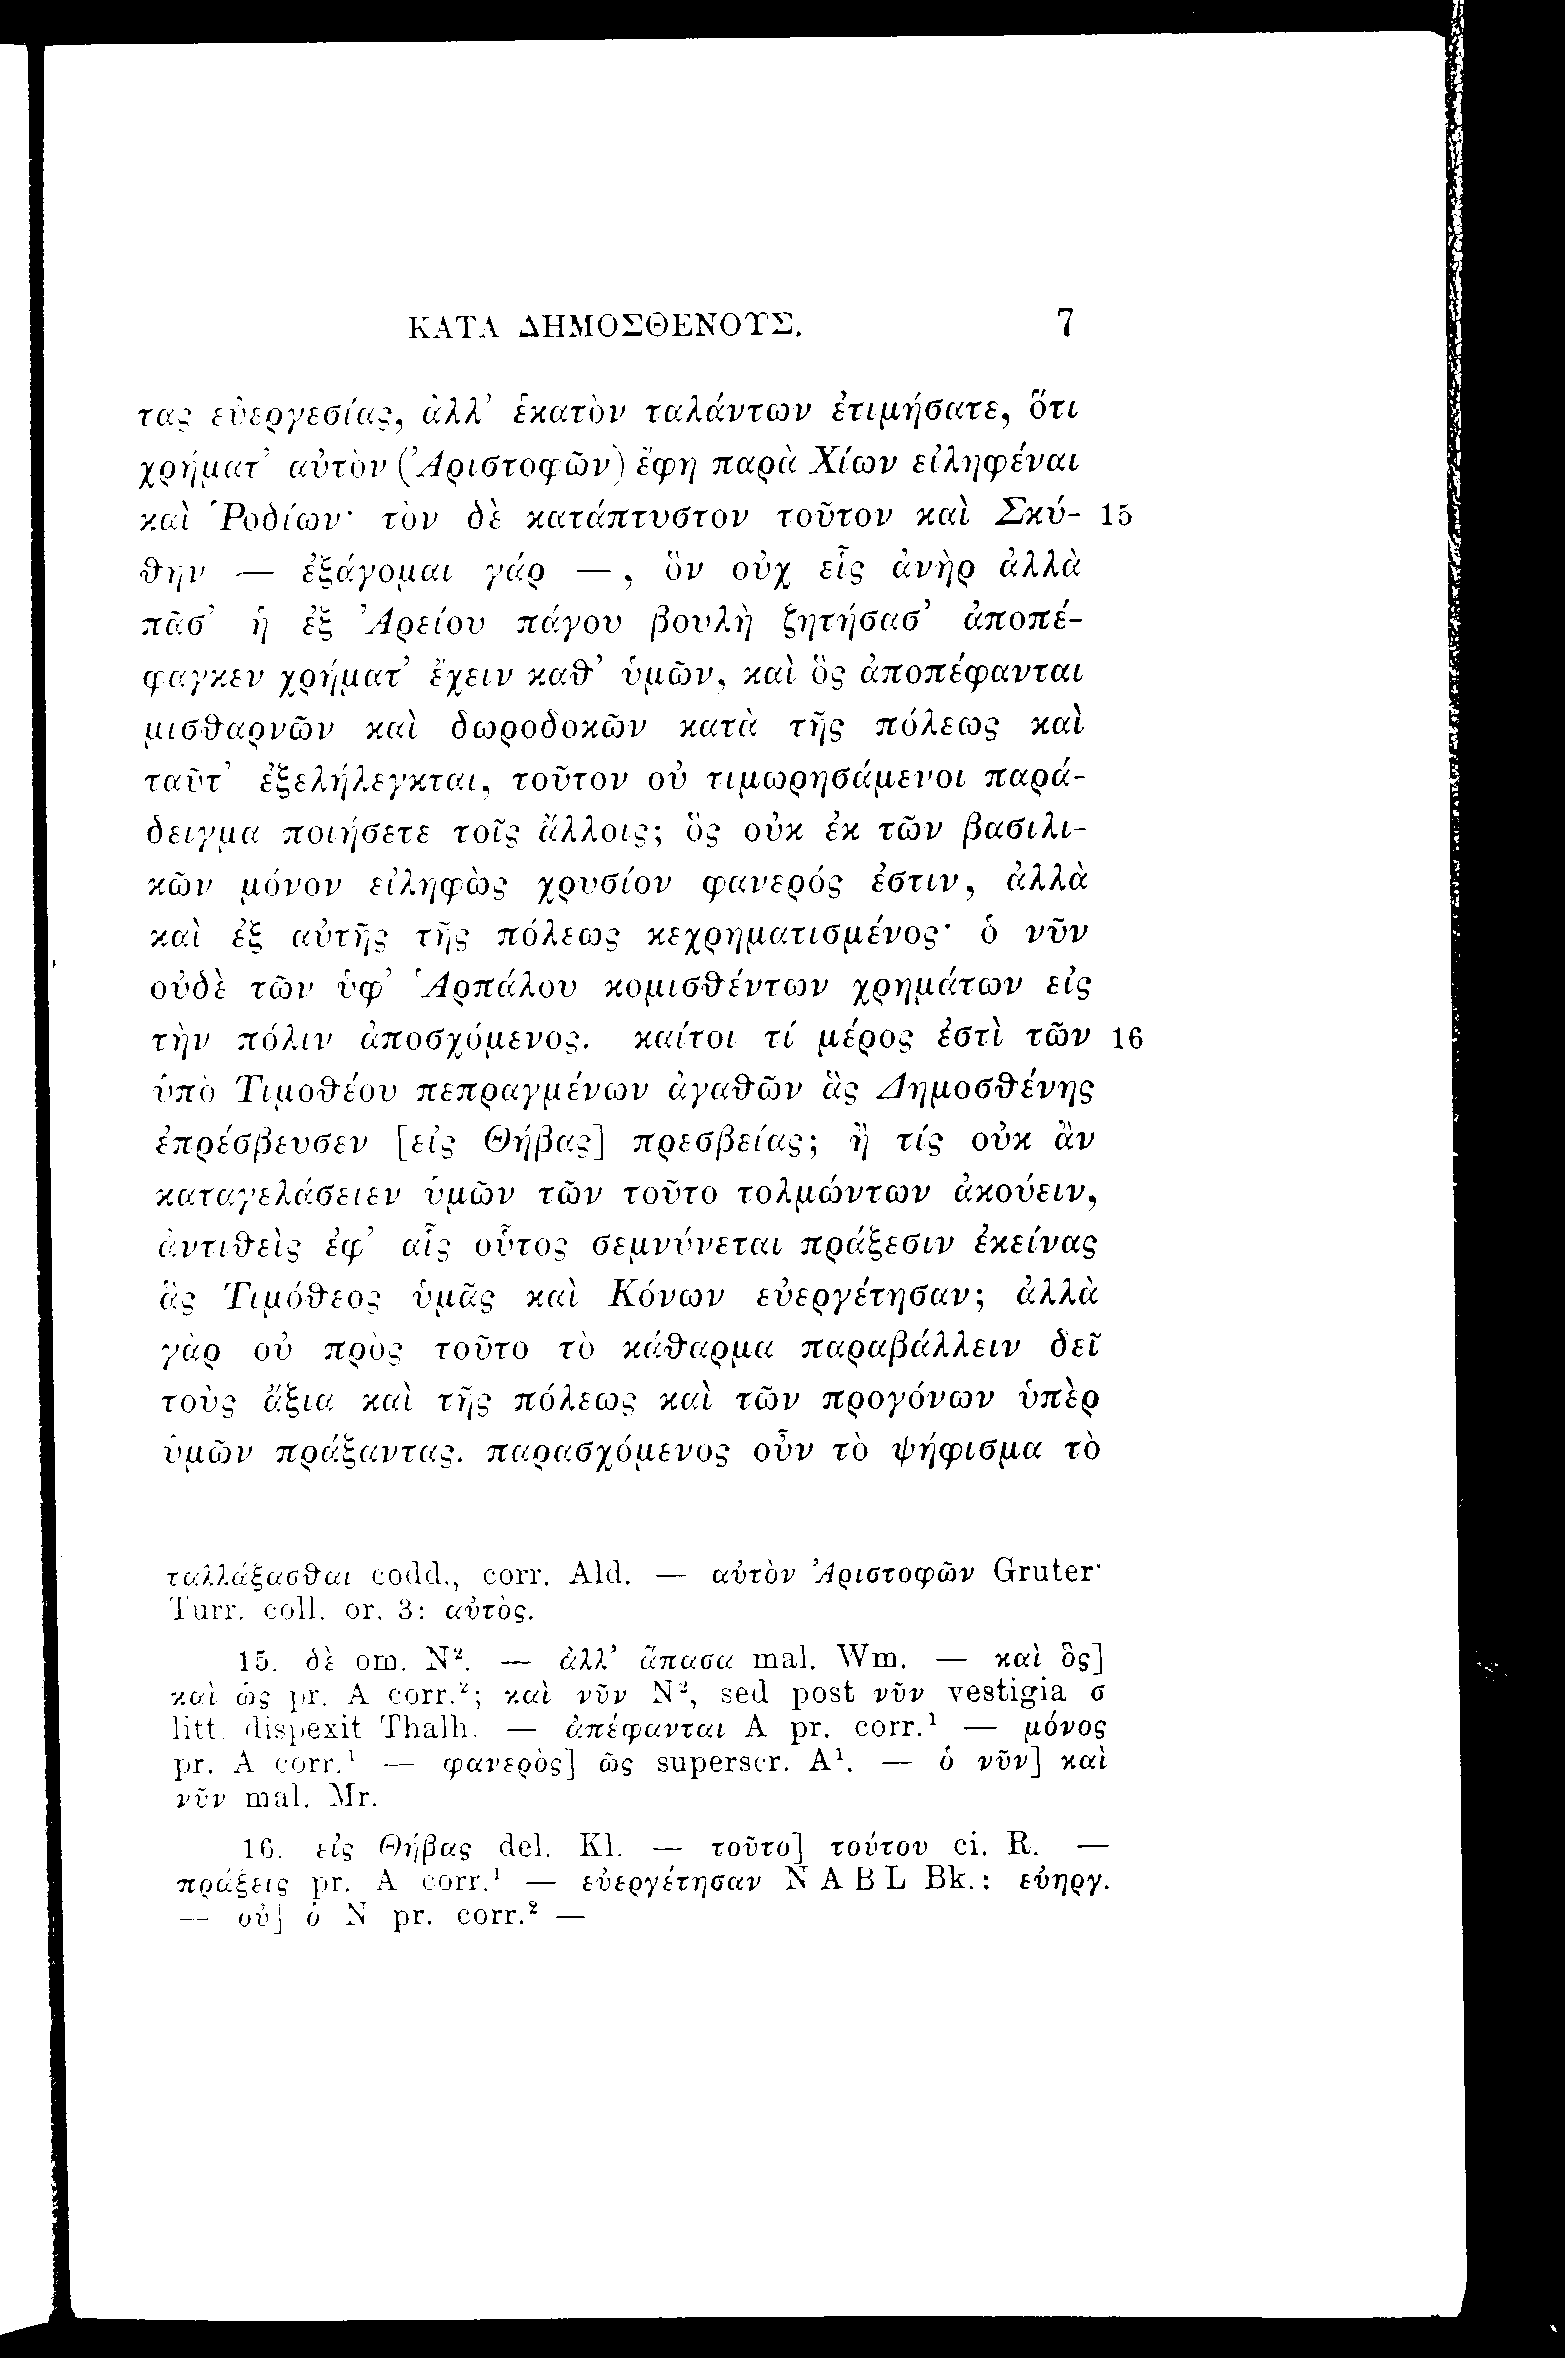 ΚΑΤΑ ΔΗΜΟΣΘΕΝΟΥΣ. 7
τας εὐεργεσίας, ἀλλ’ ἑκατὸν ταλάντων ἐτιμήσατε, ὅτι
χρήματ’ αὐτὸν (Ἀριστοφῶν) ἔφη παρὰ Χίων εἰληφέναι
καὶ Ῥοδίων· τὸν δὲ κατάπτυστον τοῦτον καὶ Σκύ- 15
θην — ἐξάγομαι γάρ —, ὃν οὐχ εἷς ἀνὴρ ἀλλὰ
πᾶσ’ ἡ ἐξ Ἀρείου πάγου βουλὴ ζητήσασ’ ἀποπέ-
φαγκεν χρήματ’ ἔχειν καθ’ ὑμῶν, καὶ ὃς ἀποπέφανται
μισθαρνῶν καὶ δωροδοκῶν κατὰ τῆς πόλεως καὶ
ταῦτ’ ἐξελήλεγκται, τοῦτον οὐ τιμωρησάμενοι παρά-
δειγμα ποιήσετε τοῖς ἄλλοις; ὃς οὐκ ἐκ τῶν βασιλι-
κῶν μόνον εἰληφὼς χρυσίον φανερός ἐστιν, ἀλλὰ
καὶ ἐξ αὐτῆς τῆς πόλεως κεχρηματισμένος· ὁ νῦν
οὐδὲ τῶν ὑφ’ Ἁρπάλου κομισθέντων χρημάτων εἰς
τὴν πόλιν ἀποσχόμενος. καίτοι τί μέρος ἐστὶ τῶν 16
ὑπὸ Τιμοθέου πεπραγμένων ἀγαθῶν ἃς Δημοσθένης
ἐπρέσβευσεν [εἰς Θήβας] πρεσβείας; ἢ τίς οὐκ ἂν
καταγελάσειεν ὑμῶν τῶν τοῦτο τολμώντων ἀκούειν,
ἀντιθεὶς ἐφ’ αἷς οὗτος σεμνύνεται πράξεσιν ἐκείνας
ἃς Τιμόθεος ὑμᾶς καὶ Κόνων εὐεργέτησαν; ἀλλὰ
γὰρ οὐ πρὸς τοῦτο τὸ κάθαρμα παραβάλλειν δεῖ
τοὺς ἄξια καὶ τῆς πόλεως καὶ τῶν προγόνων ὑπὲρ
ὑμῶν πράξαντας. παρασχόμενος οὖν τὸ ψήφισμα τὸ
ταλλάξασθαι codd., corr. Ald. — αὐτὸν Ἀριστοφῶν Gruter
Turr. coll. or. 3: αὐτὸς.
15. δὲ om. N². — ἀλλ’ ἅπασα mal. Wm. — καὶ ὃς]
καὶ ὡς pr. A corr.²; καὶ νῦν N², sed post νῦν vestigia σ
litt. dispexit Thalh. — ἀπέφανται A pr. corr.¹ — μόνος
pr. A corr.¹ — φανερὸς] ῶς superscr. A¹. — ὁ νῦν] καὶ
νῦν mal. Mr.
16. εἰς Θήβας del. Kl. — τοῦτο] τούτου ci. R. —
πράξεις pr. A corr.¹ — εὐεργέτησαν N A B L Bk.: εὐηργ.
— οὐ] ὁ N pr. corr.² —